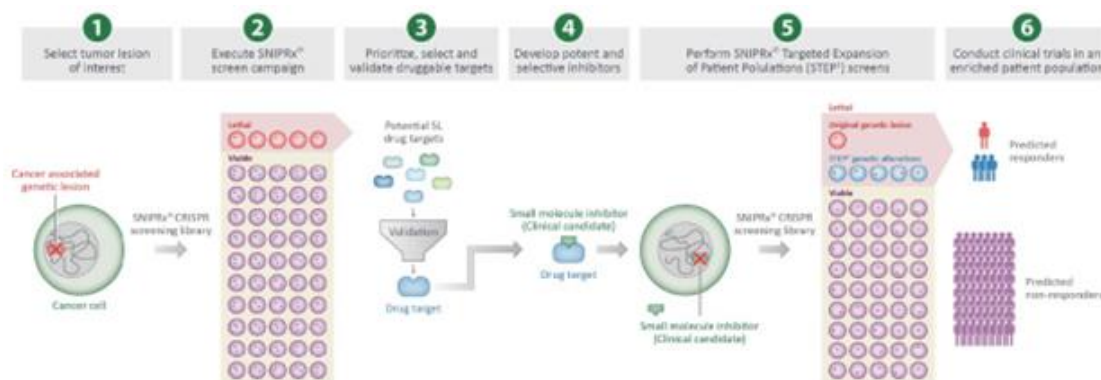 1
Select tumor lesion
of interest
2
Execute SNIPRx®
screen campaign
3
Prioritize, select and
validate druggable targets
4
Develop potent and
selective inhibitors
5
Perform SNIPRx® Targeted Expansion
of Patient Polulations (STEP²) screens
6
Conduct clinical trials in an
enriched patient population
Cancer associated
genetic lesion
Cancer cell
SNIPRx® CRISPR
screening library
Lethal
Viable
Potential SL
drug targets
Validation
Drug target
Small molecule inhibitor
(Clinical candidate)
Drug target
Small molecule inhibitor
(Clinical candidate)
SNIPRx® CRISPR
screening library
Lethal
Original genetic lesion
STEP² genetic alterations
Viable
Predicted
responders
Predicted
non-responders